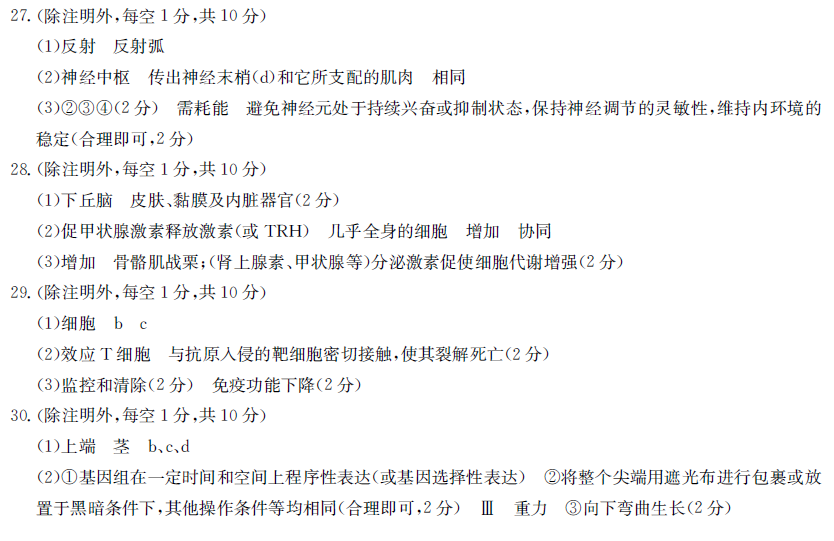 27. (除注明外,每空 1 分,共 10 分)
(1)反射 反射弧
(2)神经中枢 传出神经末梢(d)和它所支配的肌肉 相同
(3)②③④(2 分) 需耗能 避免神经元处于持续兴奋或抑制状态,保持神经调节的灵敏性,维持内环境的
稳定(合理即可,2 分)
28. (除注明外,每空 1 分,共 10 分)
(1)下丘脑 皮肤、黏膜及内脏器官(2 分)
(2)促甲状腺激素释放激素(或 TRH) 几乎全身的细胞 增加 协同
(3)增加 骨骼肌战栗;(肾上腺素、甲状腺等)分泌激素促使细胞代谢增强(2 分)
29. (除注明外,每空 1 分,共 10 分)
(1)细胞 b c
(2)效应 T 细胞 与抗原入侵的靶细胞密切接触,使其裂解死亡(2 分)
(3)监控和清除(2 分) 免疫功能下降(2 分)
30. (除注明外,每空 1 分,共 10 分)
(1)上端 茎 b、c、d
(2)①基因组在一定时间和空间上程序性表达(或基因选择性表达) ②将整个尖端用遮光布进行包裹或放
置于黑暗条件下,其他操作条件等均相同(合理即可,2 分) Ⅲ 重力 ③向下弯曲生长(2 分)